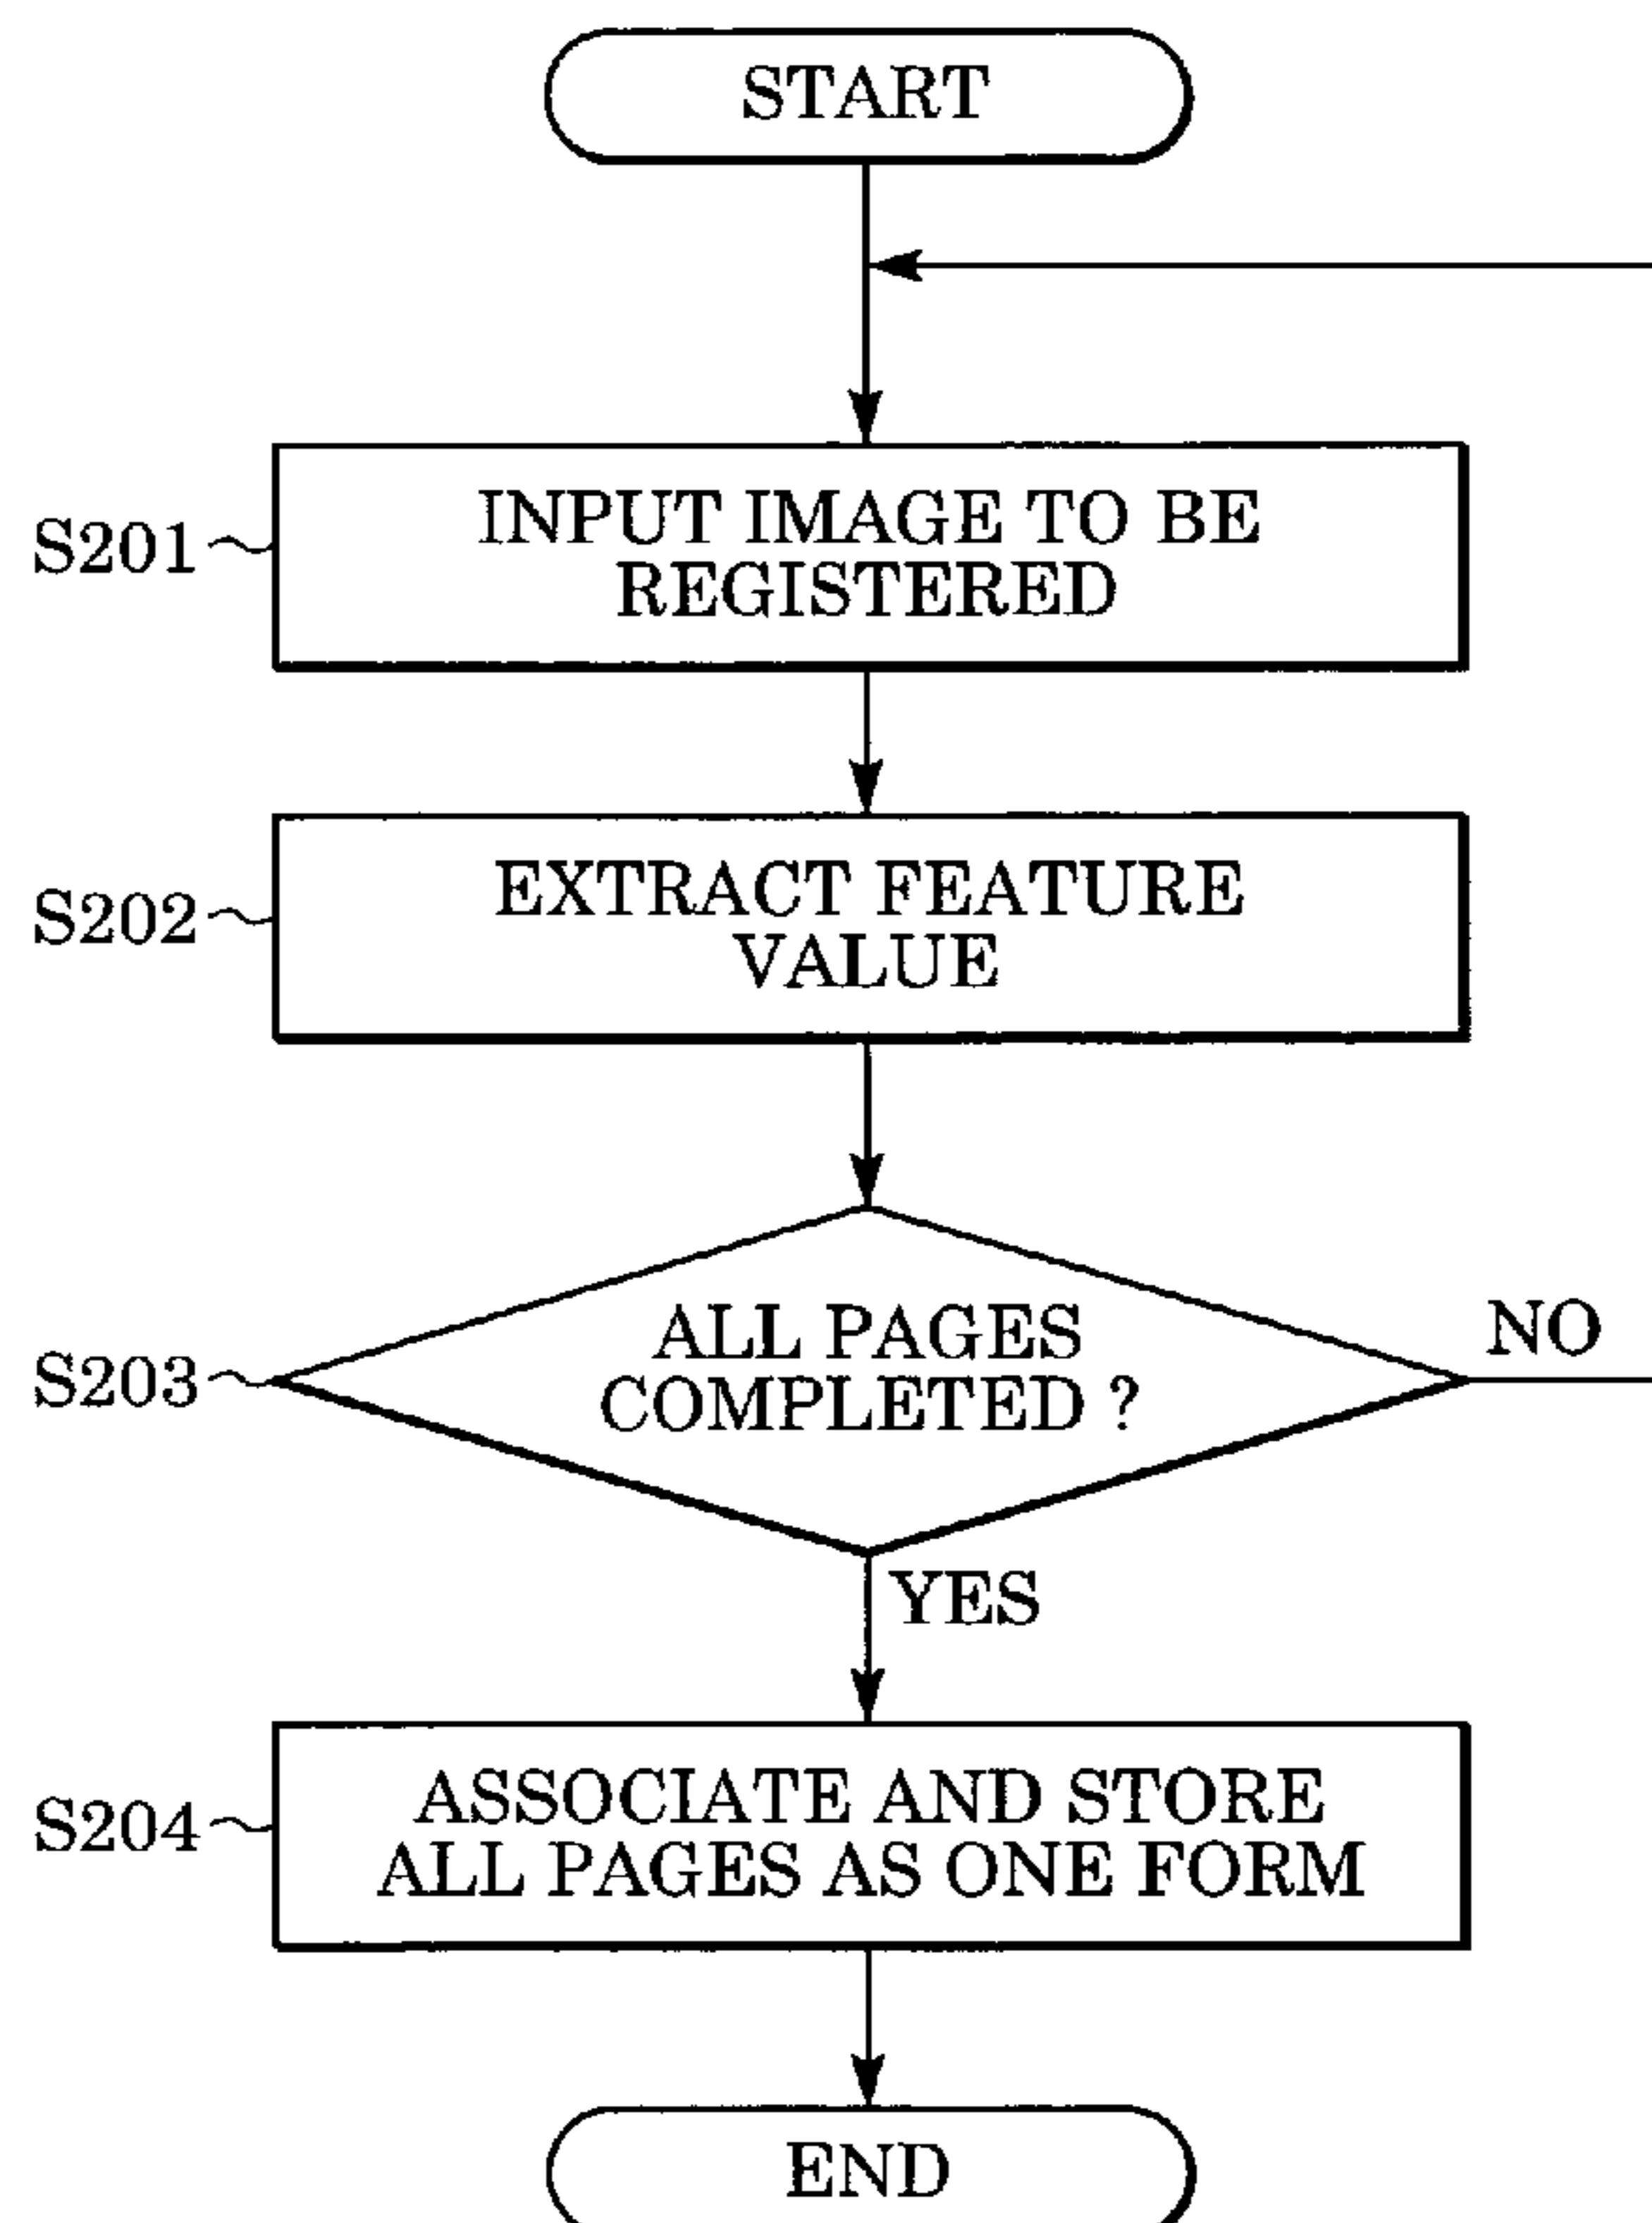 START
S201
INPUT IMAGE TO BE
REGISTERED
S202
EXTRACT FEATURE
VALUE
S203
ALL PAGES
COMPLETED ?
NO
YES
S204
ASSOCIATE AND STORE
ALL PAGES AS ONE FORM
END